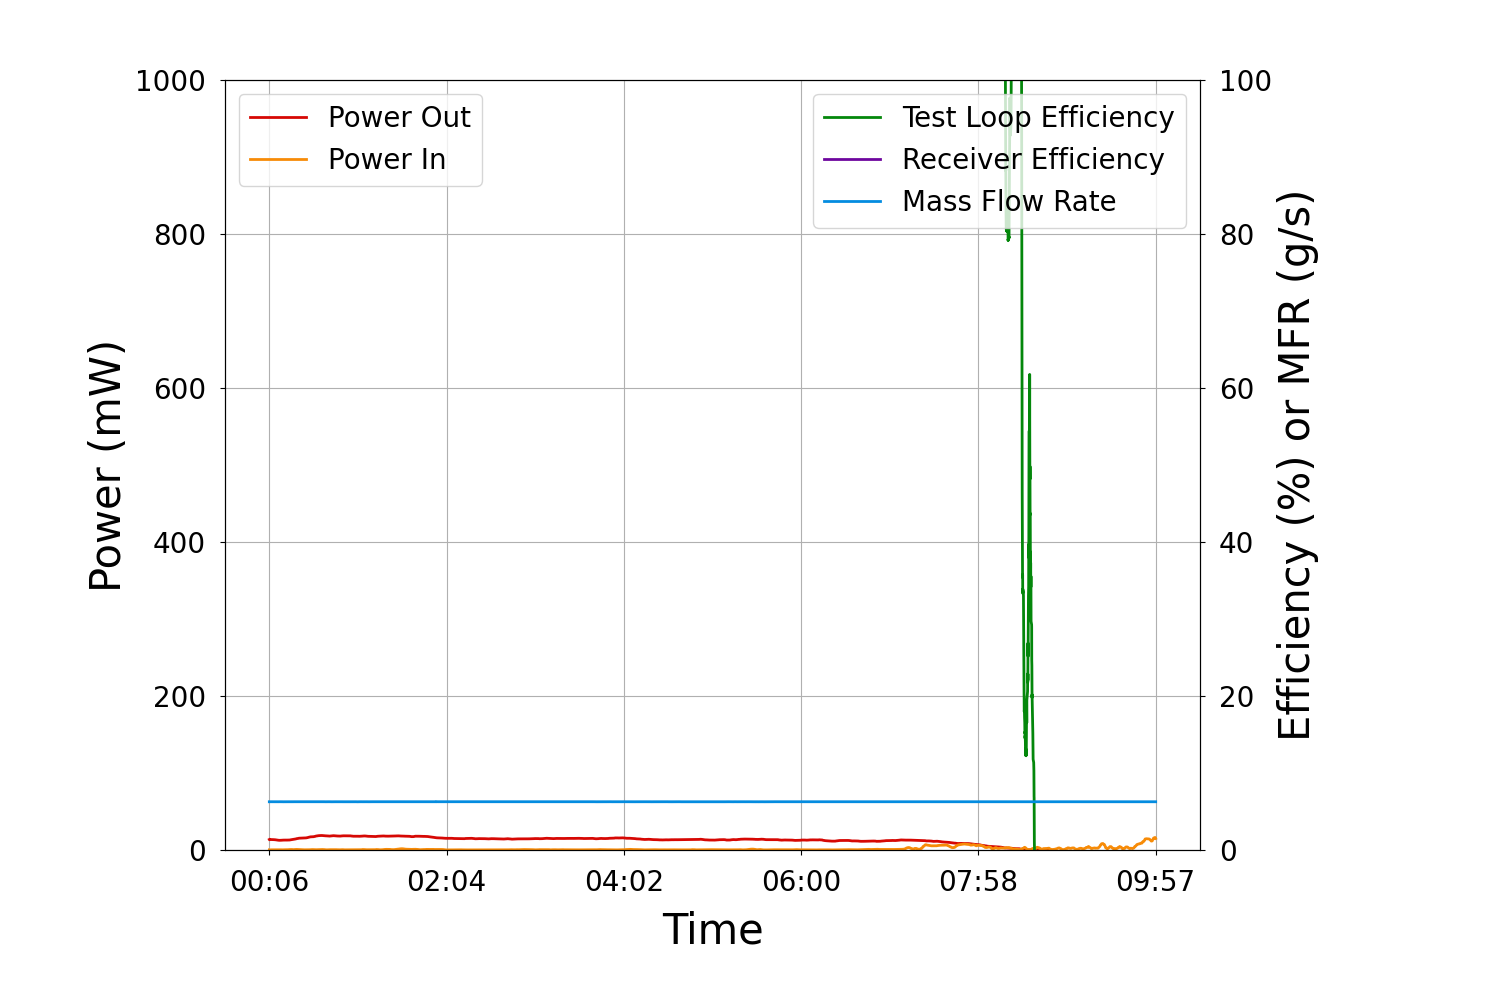 1000
800
600
400
200
0
Power (mW)
Power Out
Power In
Test Loop Efficiency
Receiver Efficiency
Mass Flow Rate
100
80
60
40
20
0
Efficiency (%) or MFR (g/s)
00:06 02:04 04:02 06:00 07:58 09:57
Time